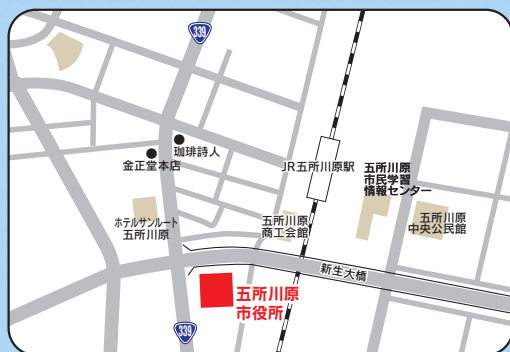 339
珈琲詩人
金正堂本店
JR五所川原駅
五所川原
市民学習
情報センター
ホテルサンルート
五所川原
五所川原
商工会館
五所川原
中央公民館
新生大橋
五所川原
市役所
339